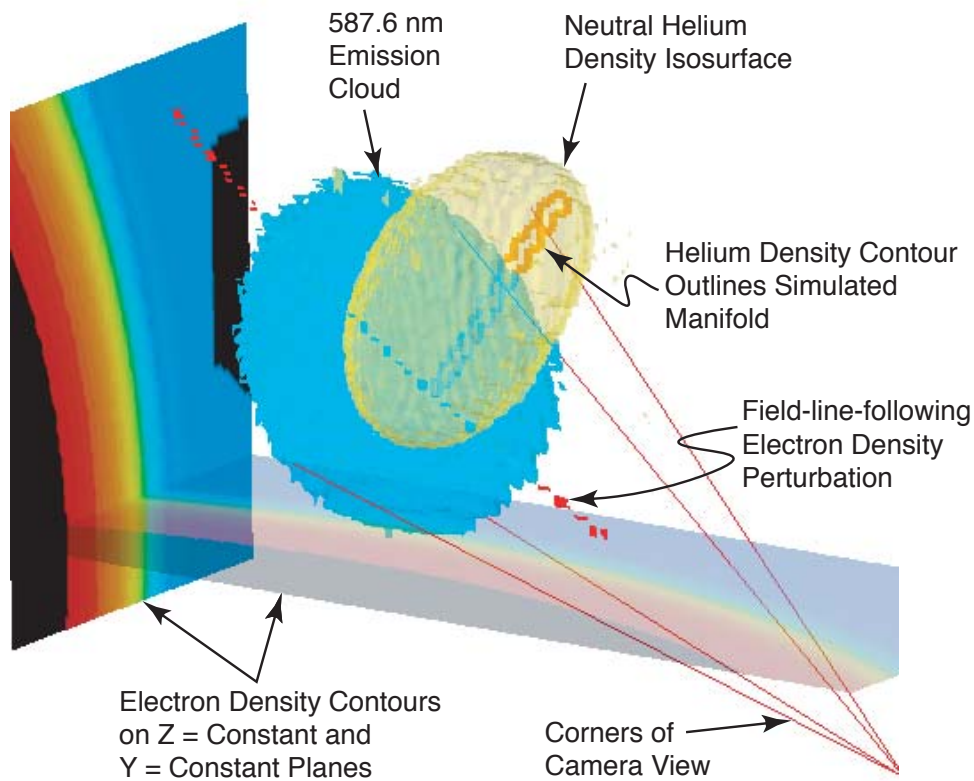 587.6 nm
Emission
Cloud
Neutral Helium
Density Isosurface
Helium Density Contour
Outlines Simulated
Manifold
Field-line-following
Electron Density
Perturbation
Electron Density Contours
on Z = Constant and
Y = Constant Planes
Corners of
Camera View